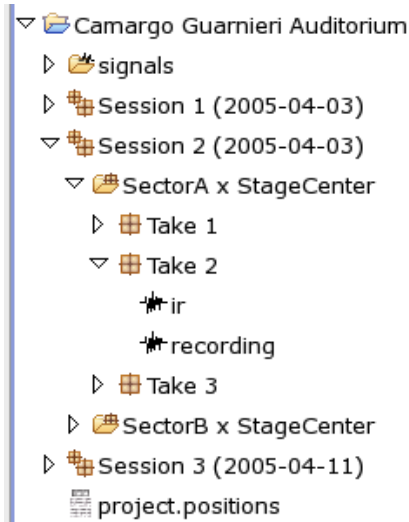 Camargo Guarnieri Auditorium
signals
Session 1 (2005-04-03)
Session 2 (2005-04-03)
SectorA x StageCenter
Take 1
Take 2
ir
recording
Take 3
SectorB x StageCenter
Session 3 (2005-04-11)
project.positions